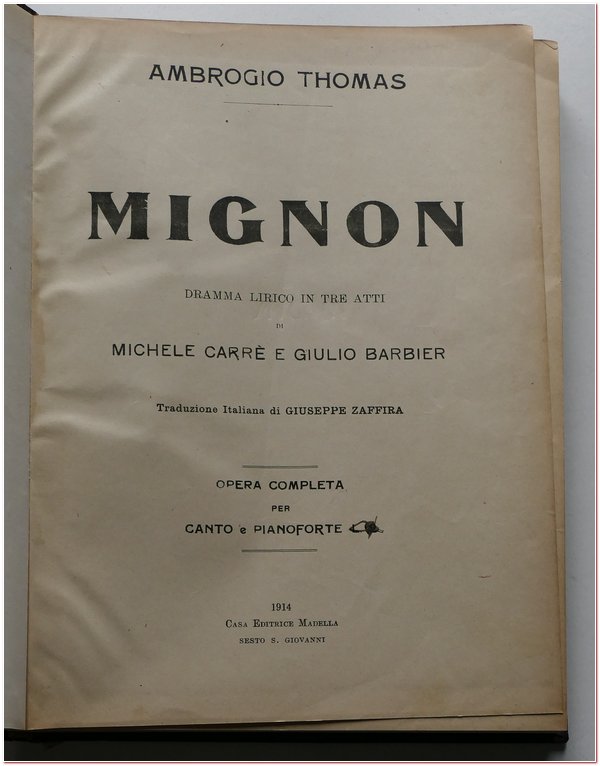 AMBROGIO THOMAS
MIGNON
DRAMMA LIRICO IN TRE ATTI
DI
MICHELE CARRÈ E GIULIO BARBIER
Traduzione Italiana di GIUSEPPE ZAFFIRA
OPERA COMPLETA
PER
CANTO e PIANOFORTE
1914
CASA EDITRICE MADELLA
SESTO S. GIOVANNI